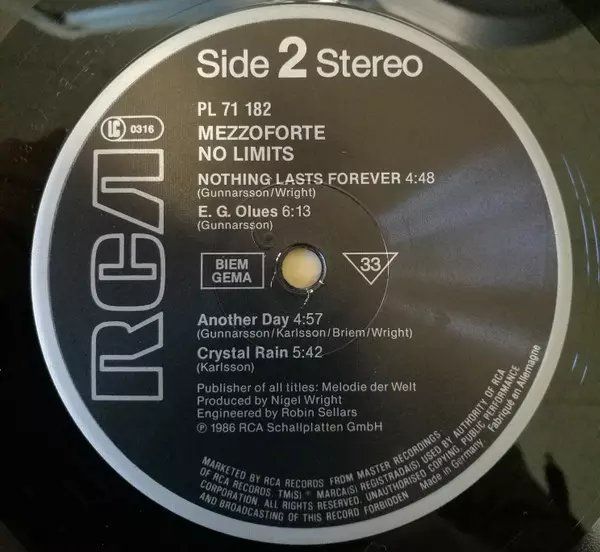 Side 2 Stereo
PL 71 182
LC 0316
MEZZOFORTE
NO LIMITS
NOTHING LASTS FOREVER 4:48
(Gunnarsson/Wright)
E. G. Olues 6:13
(Gunnarsson)
RCA
BIEM
GEMA
33
Another Day 4:57
(Gunnarsson/Karlsson/Briem/Wright)
Crystal Rain 5:42
(Karlsson)
Publisher of all titles: Melodie der Welt
Produced by Nigel Wright
Engineered by Robin Sellars
℗ 1986 RCA Schallplatten GmbH
MARKETED BY RCA RECORDS FROM MASTER RECORDINGS
OF RCA RECORDS. TM(S) ® MARCA(S) REGISTRADA(S) USED BY AUTHORITY OF RCA
CORPORATION. ALL RIGHTS RESERVED. UNAUTHORISED COPYING, PUBLIC PERFORMANCE
AND BROADCASTING OF THIS RECORD FORBIDDEN
Made in Germany. Fabriqué en Allemagne